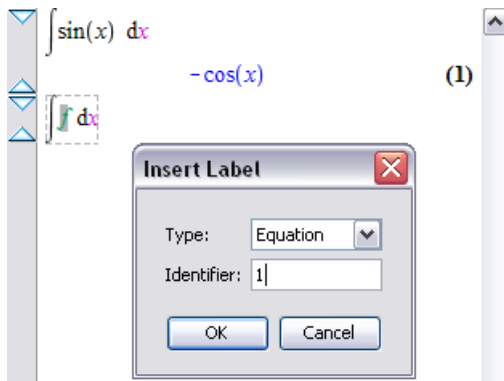 ∫sin(x) dx
−cos(x) (1)
∫f dx
Insert Label
Type: Equation
Identifier: 1
OK Cancel